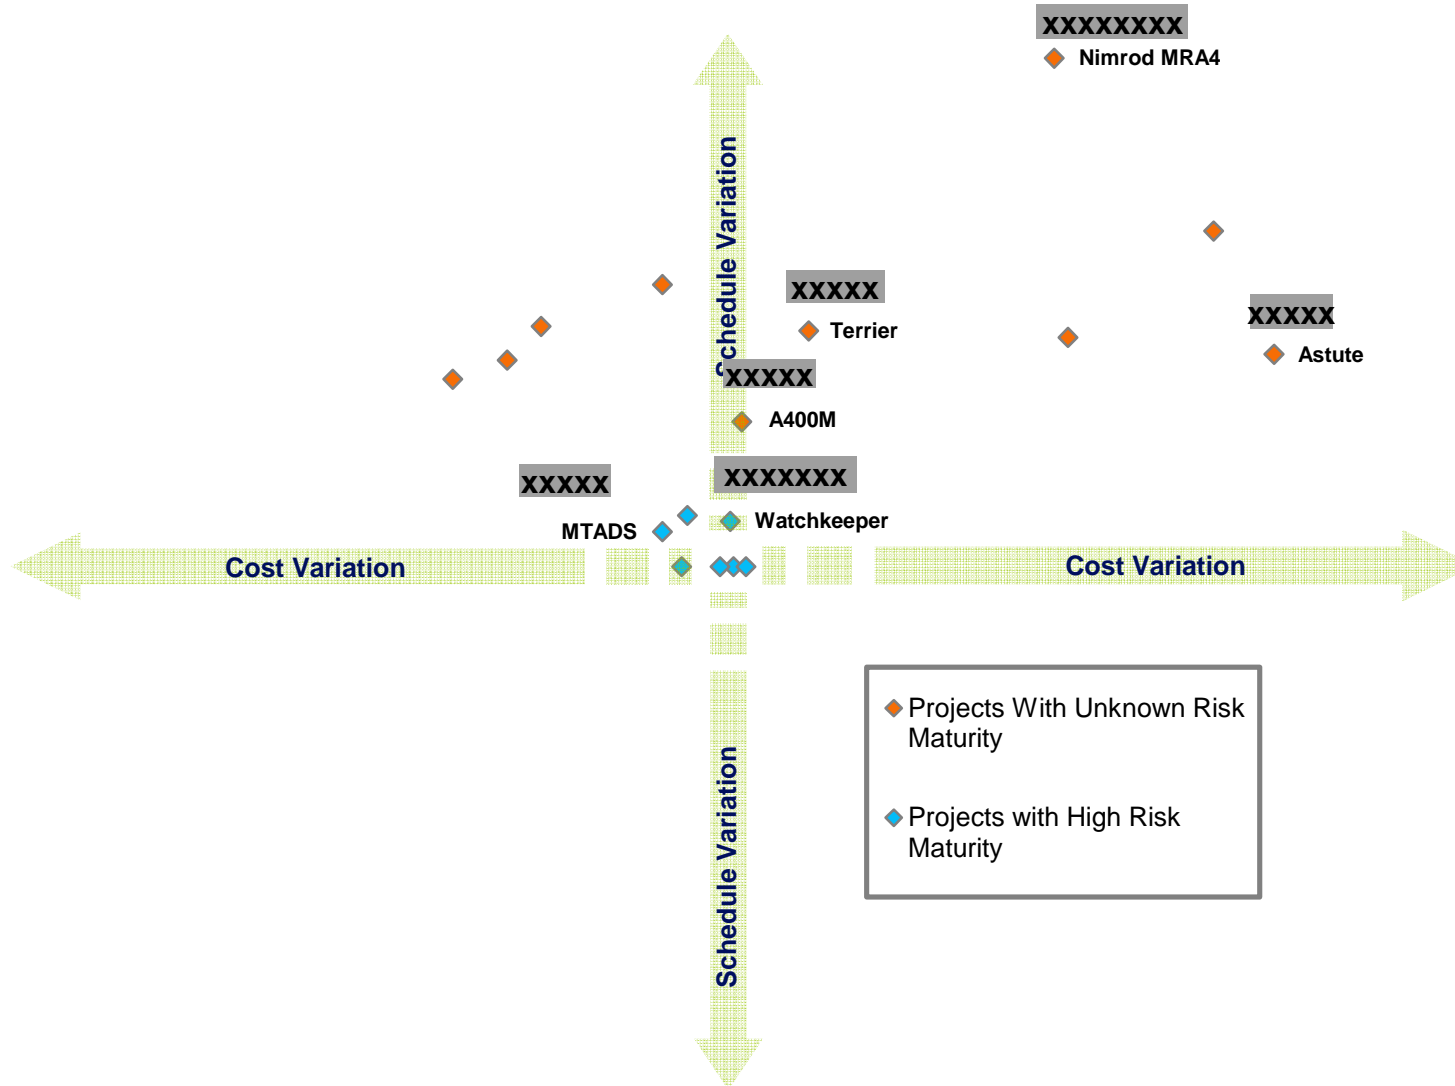 xxxxxxxx
Nimrod MRA4
Schedule Variation
xxxxx
Terrier
xxxxx
Astute
xxxxx
A400M
xxxxx
xxxxxxx
MTADS
Watchkeeper
Cost Variation
Cost Variation
Projects With Unknown Risk
Maturity
Projects with High Risk
Maturity
Schedule Variation